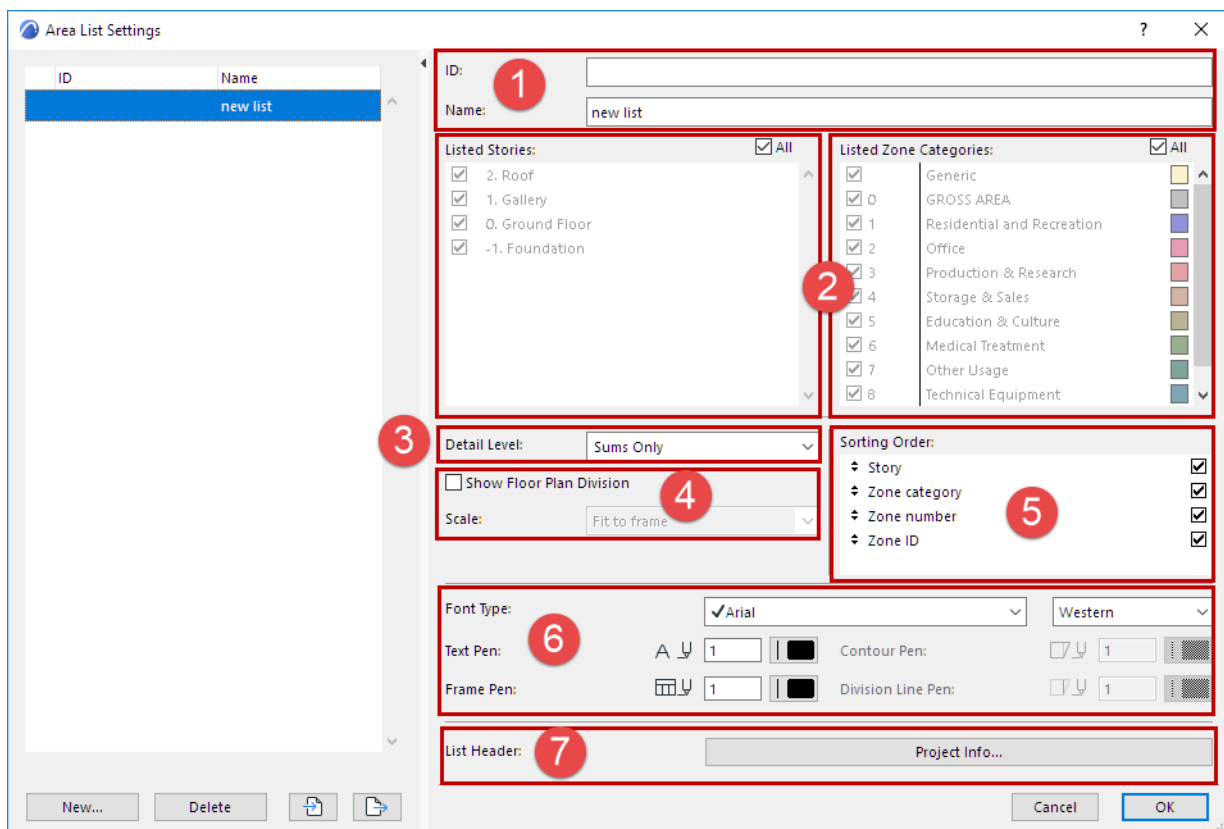 Area List Settings ?
ID Name
new list
ID:
1
Name: new list
Listed Stories: All
2. Roof
1. Gallery
0. Ground Floor
-1. Foundation
Listed Zone Categories: All
Generic
0 GROSS AREA
1 Residential and Recreation
2 Office
3 Production & Research
4 Storage & Sales
5 Education & Culture
6 Medical Treatment
7 Other Usage
8 Technical Equipment
2
3
Detail Level: Sums Only
Show Floor Plan Division
4
Scale: Fit to frame
Sorting Order:
Story
Zone category
Zone number
Zone ID
5
Font Type: Arial Western
6
Text Pen: A 1 Contour Pen: 1
Frame Pen: 1 Division Line Pen: 1
List Header: 7 Project Info...
New... Delete Cancel OK